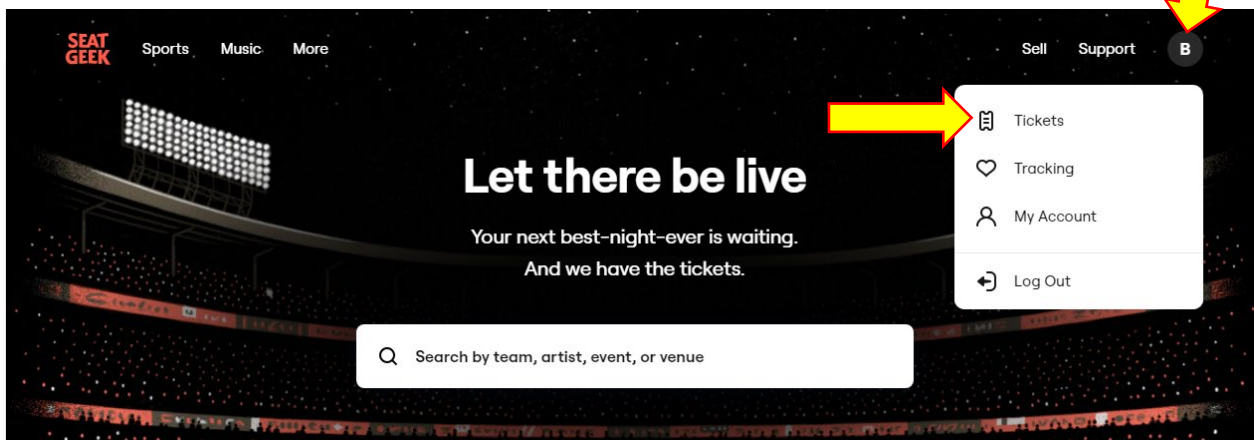 SEAT
GEEK
Sports Music More
Sell Support B
Tickets
Tracking
My Account
Log Out
Let there be live
Your next best-night-ever is waiting.
And we have the tickets.
Search by team, artist, event, or venue